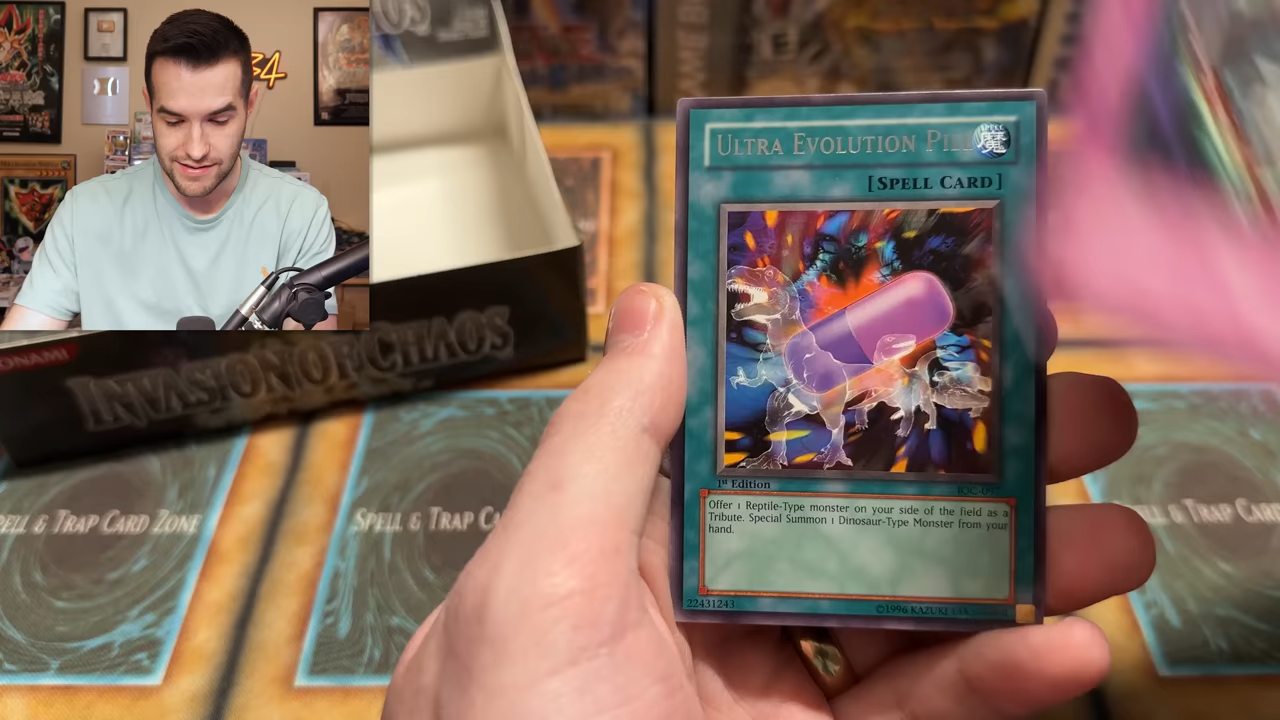 34
KONAMI
INVASION OF CHAOS
SPELL & TRAP CARD ZONE
SPELL & TRAP
ULTRA EVOLUTION PILL
SPELL
魔
[SPELL CARD]
1st Edition
Offer 1 Reptile-Type monster on your side of the field as a
Tribute. Special Summon 1 Dinosaur-Type Monster from your
hand.
22431243
©1996 KAZUKI
& TRAP CARD